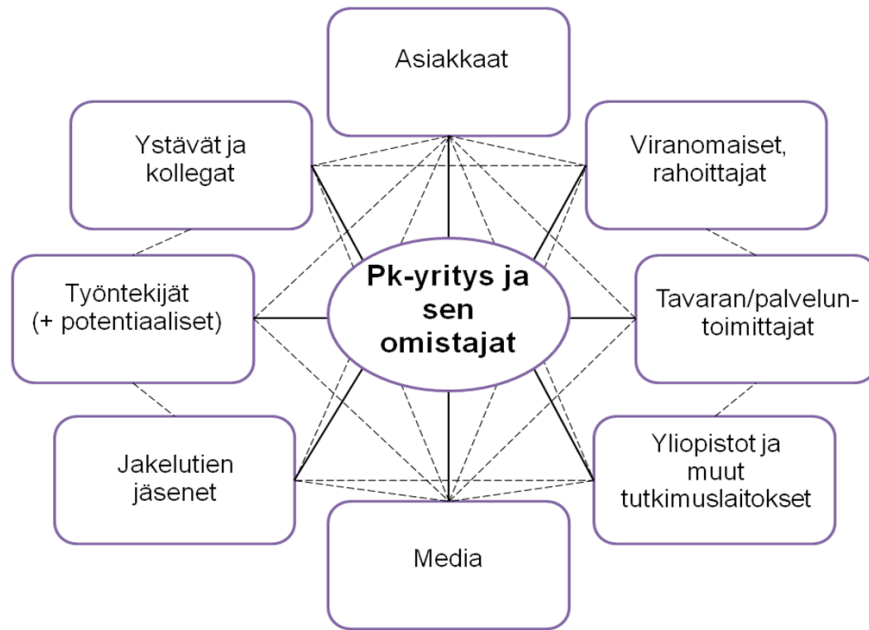 Asiakkaat
Ystävät ja
kollegat
Viranomaiset,
rahoittajat
Työntekijät
(+ potentiaaliset)
Pk-yritys ja
sen
omistajat
Tavaran/palvelun-
toimittajat
Jakelutien
jäsenet
Yliopistot ja
muut
tutkimuslaitokset
Media